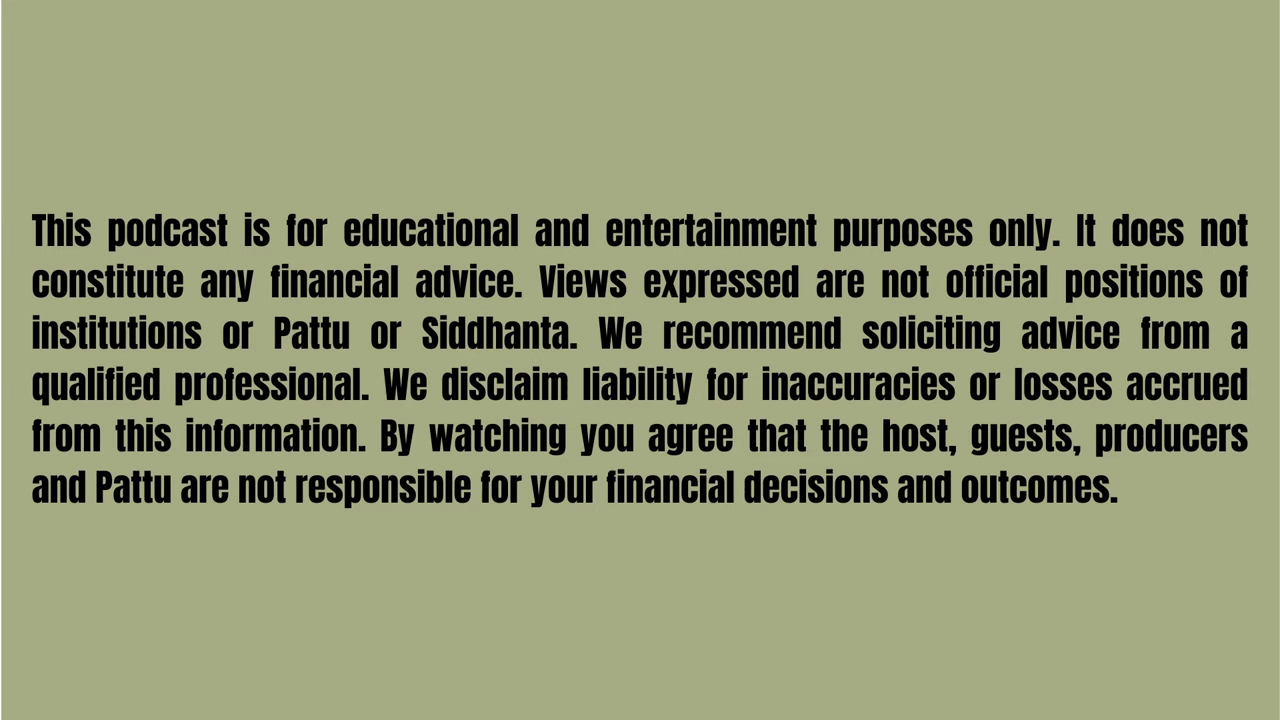 This podcast is for educational and entertainment purposes only. It does not
constitute any financial advice. Views expressed are not official positions of
institutions or Pattu or Siddhanta. We recommend soliciting advice from a
qualified professional. We disclaim liability for inaccuracies or losses accrued
from this information. By watching you agree that the host, guests, producers
and Pattu are not responsible for your financial decisions and outcomes.